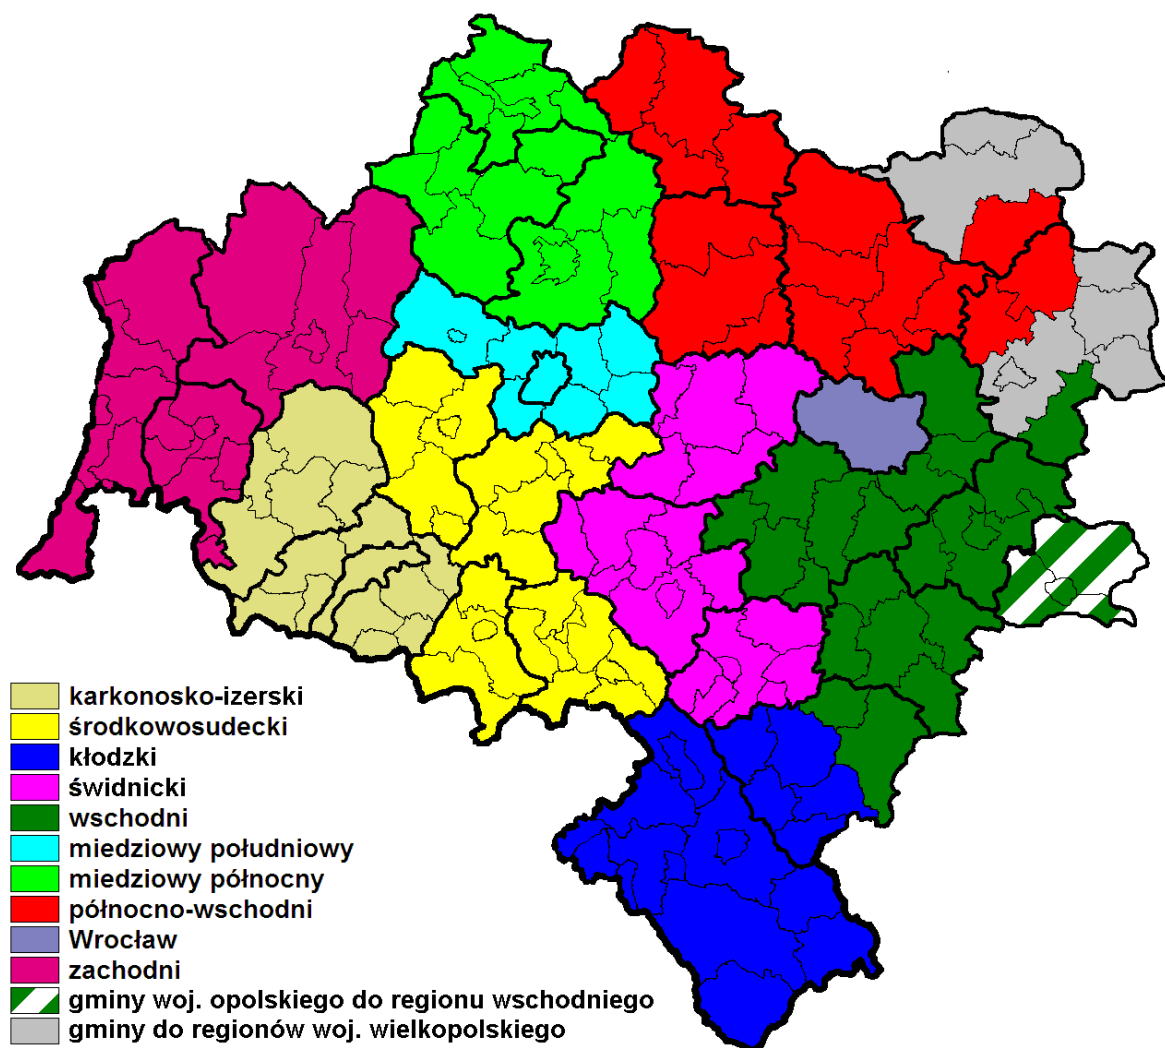 karkonosko-izerski
środkowosudecki
kłodzki
świdnicki
wschodni
miedziowy południowy
miedziowy północny
północno-wschodni
Wrocław
zachodni
gminy woj. opolskiego do regionu wschodniego
gminy do regionów woj. wielkopolskiego